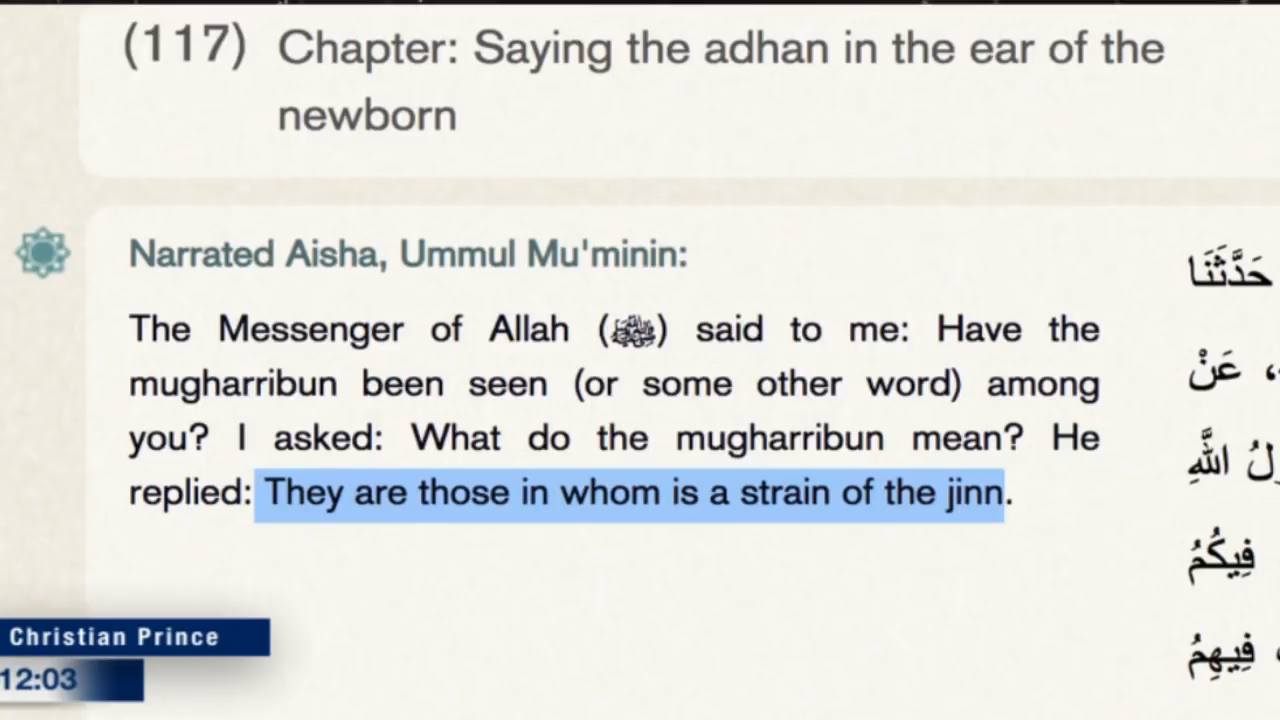 (117) Chapter: Saying the adhan in the ear of the
newborn
Narrated Aisha, Ummul Mu'minin:
The Messenger of Allah (ﷺ) said to me: Have the
mugharribun been seen (or some other word) among
you? I asked: What do the mugharribun mean? He
replied: They are those in whom is a strain of the jinn.
حَدَّثَنَا
، عَنْ
لُ اللَّهِ
فِيكُمُ
فِيهِمُ
Christian Prince
12:03